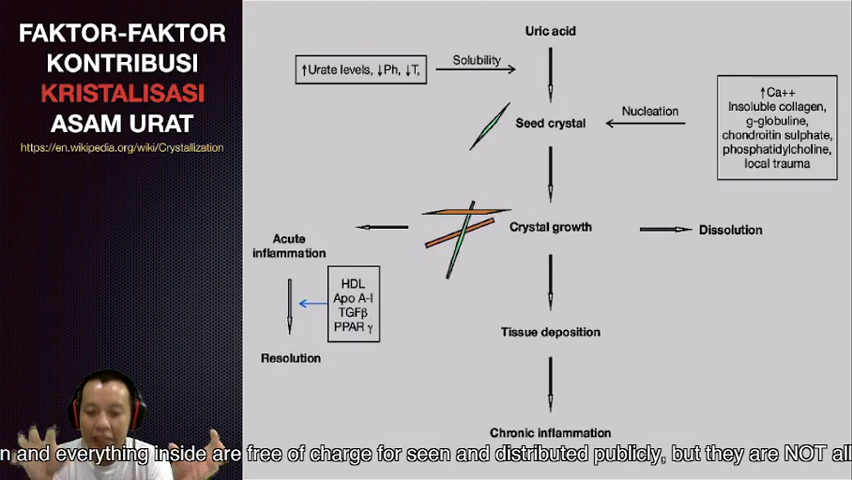 FAKTOR-FAKTOR
KONTRIBUSI
KRISTALISASI
ASAM URAT
https://en.wikipedia.org/wiki/Crystallization
Uric acid
↑Urate levels, ↓Ph, ↓T,
Solubility
Seed crystal
Nucleation
↑Ca++
Insoluble collagen,
g-globuline,
chondroitin sulphate,
phosphatidylcholine,
local trauma
Crystal growth
Dissolution
Acute
inflammation
HDL
Apo A-I
TGFβ
PPAR γ
Resolution
Tissue deposition
Chronic inflammation
n and everything inside are free of charge for seen and distributed publicly, but they are NOT all